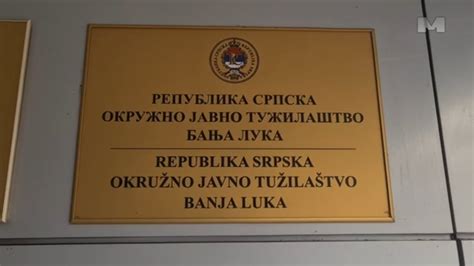 РЕПУБЛИКА СРПСКА
ОКРУЖНО ЈАВНО ТУЖИЛАШТВО
БАЊА ЛУКА
REPUBLIKA SRPSKA
OKRUŽNO JAVNO TUŽILAŠTVO
BANJA LUKA